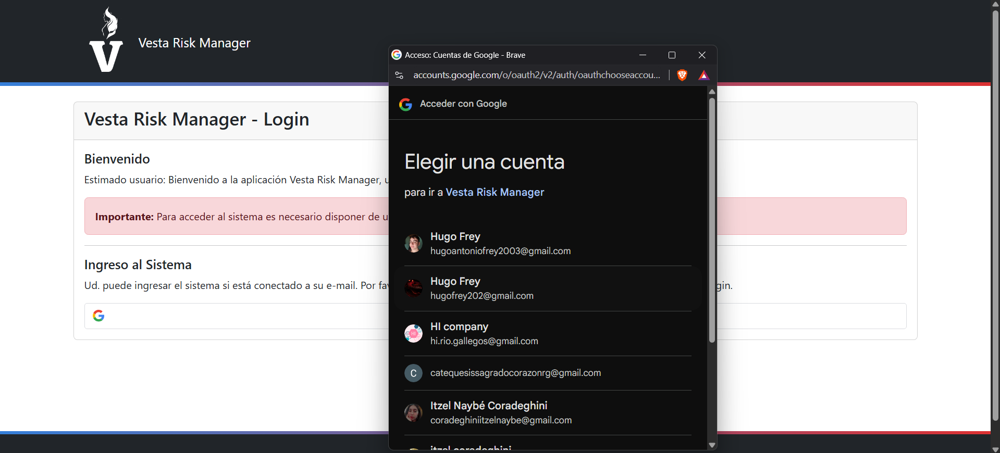 V
Vesta Risk Manager
Acceso: Cuentas de Google - Brave
accounts.google.com/o/oauth2/v2/auth/oauthchooseaccou...
Acceder con Google
Elegir una cuenta
para ir a Vesta Risk Manager
Hugo Frey
hugoantoniofrey2003@gmail.com
Hugo Frey
hugofrey202@gmail.com
HI
HI company
hi.rio.gallegos@gmail.com
C
catequesissagradocorazonrg@gmail.com
Itzel Naybé Coradeghini
coradeghiniitzelnaybe@gmail.com
itzel coradeghini
Vesta Risk Manager - Login
Bienvenido
Estimado usuario: Bienvenido a la aplicación Vesta Risk Manager, u
Importante: Para acceder al sistema es necesario disponer de u
Ingreso al Sistema
Ud. puede ingresar el sistema si está conectado a su e-mail. Por fav gin.